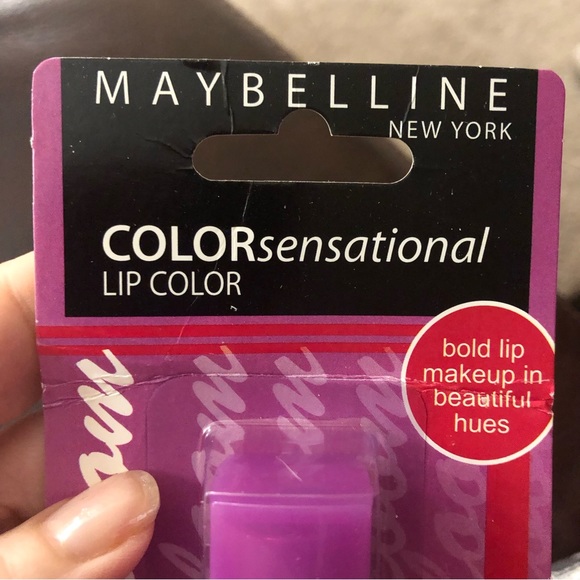 MAYBELLINE
NEW YORK
COLORsensational
LIP COLOR
bold lip
makeup in
beautiful
hues